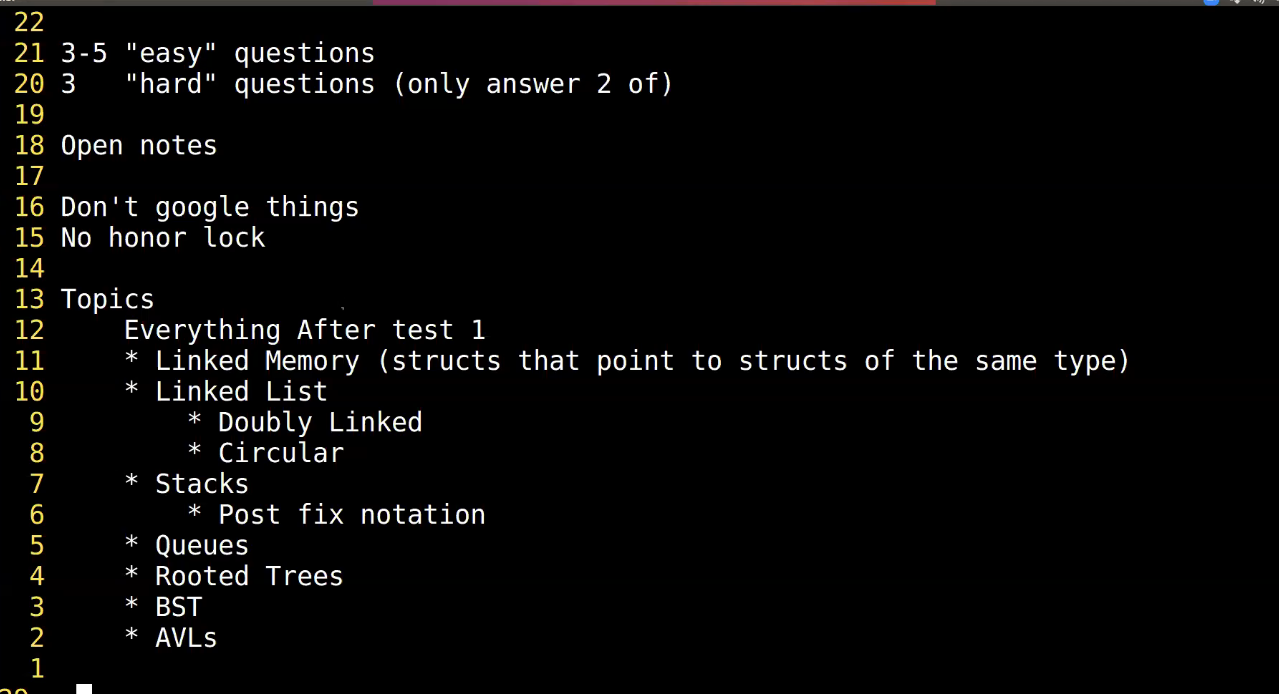 22
21 3-5 "easy" questions
20 3   "hard" questions (only answer 2 of)
19
18 Open notes
17
16 Don't google things
15 No honor lock
14
13 Topics
12     Everything After test 1
11     * Linked Memory (structs that point to structs of the same type)
10     * Linked List
9         * Doubly Linked
8         * Circular
7     * Stacks
6         * Post fix notation
5     * Queues
4     * Rooted Trees
3     * BST
2     * AVLs
1